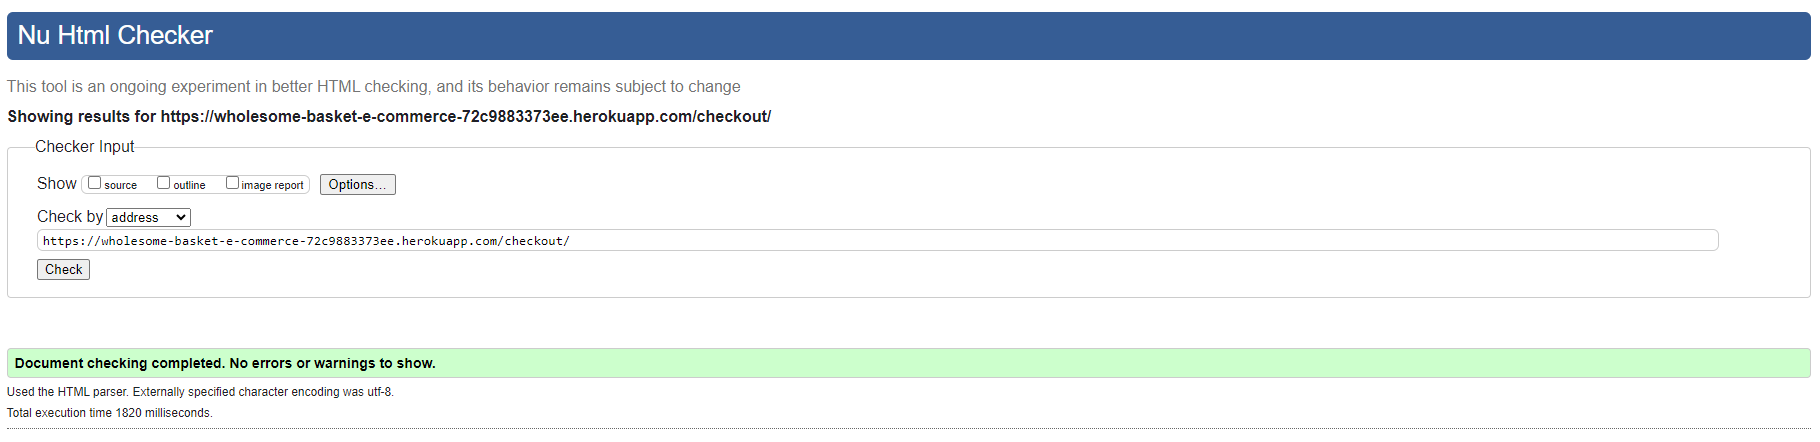 Nu Html Checker
This tool is an ongoing experiment in better HTML checking, and its behavior remains subject to change
Showing results for https://wholesome-basket-e-commerce-72c9883373ee.herokuapp.com/checkout/
Checker Input
Show source outline image report Options...
Check by address
https://wholesome-basket-e-commerce-72c9883373ee.herokuapp.com/checkout/
Check
Document checking completed. No errors or warnings to show.
Used the HTML parser. Externally specified character encoding was utf-8.
Total execution time 1820 milliseconds.